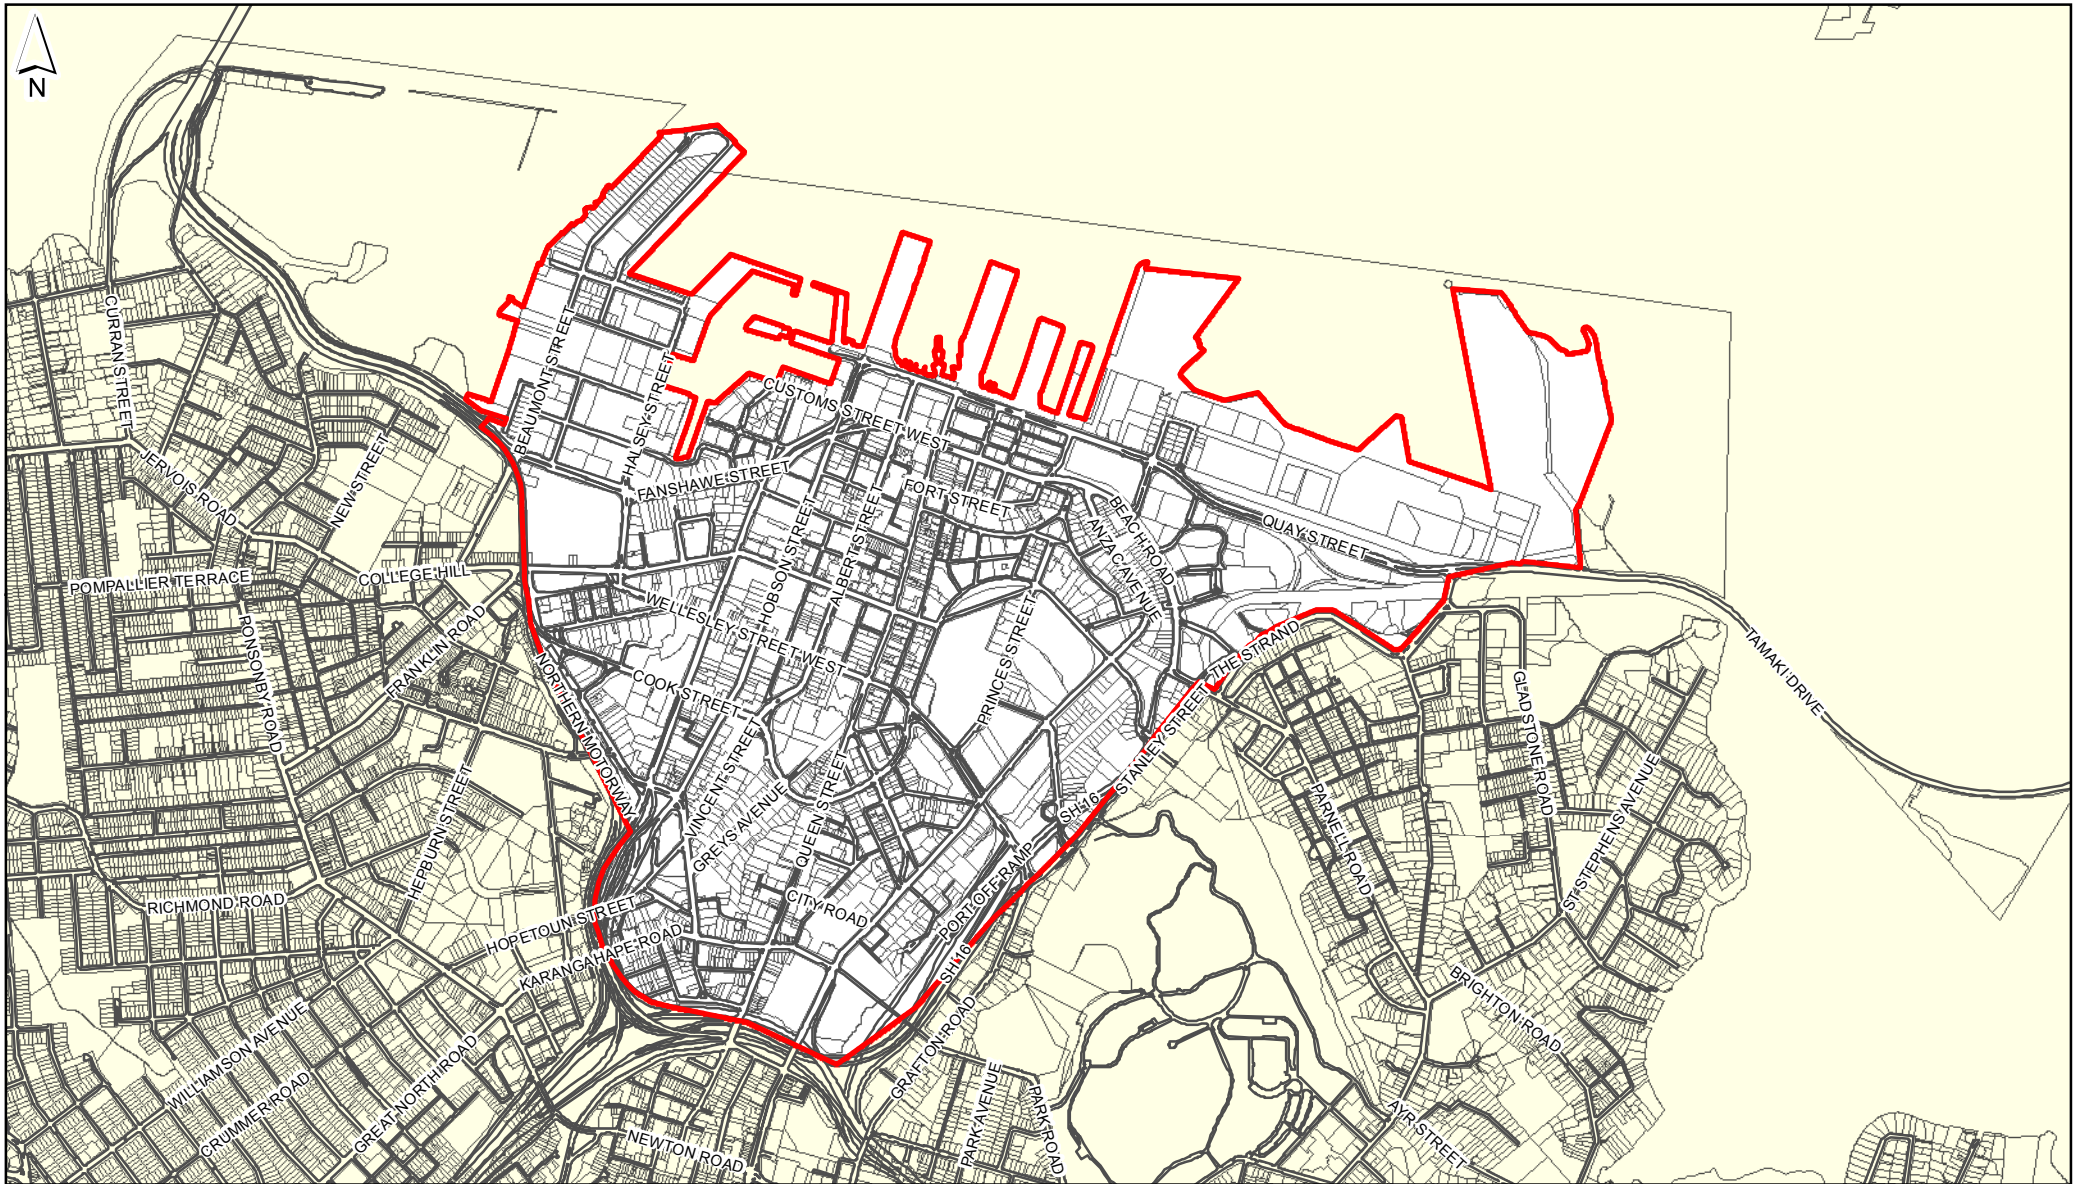 N
CURRAN STREET
BEAUMONT STREET
HALSEY STREET
CUSTOMS STREET WEST
JERVOIS ROAD
NEW STREET
FANSHAWE STREET
FORT STREET
BEACH ROAD
ANZAC AVENUE
QUAY STREET
HOBSON STREET
ALBERT STREET
POMPALLIER TERRACE
COLLEGE HILL
WELLESLEY STREET WEST
PRINCES STREET
FRANKLIN ROAD
PONSONBY ROAD
NORTHERN MOTORWAY
COOK STREET
THE STRAND
STANLEY STREET
TAMAKI DRIVE
GLADSTONE ROAD
VINCENT STREET
GREYS AVENUE
QUEEN STREET
SH 16
PARNELL ROAD
ST STEPHENS AVENUE
HEPBURN STREET
RICHMOND ROAD
HOPETOUN STREET
CITY ROAD
PORT OFF RAMP
KARANGAHAPE ROAD
SH 16
BRIGHTON ROAD
WILLIAMSON AVENUE
GREAT NORTH ROAD
CRUMMER ROAD
GRAFTON ROAD
PARK AVENUE
PARK ROAD
AYR STREET
NEWTON ROAD